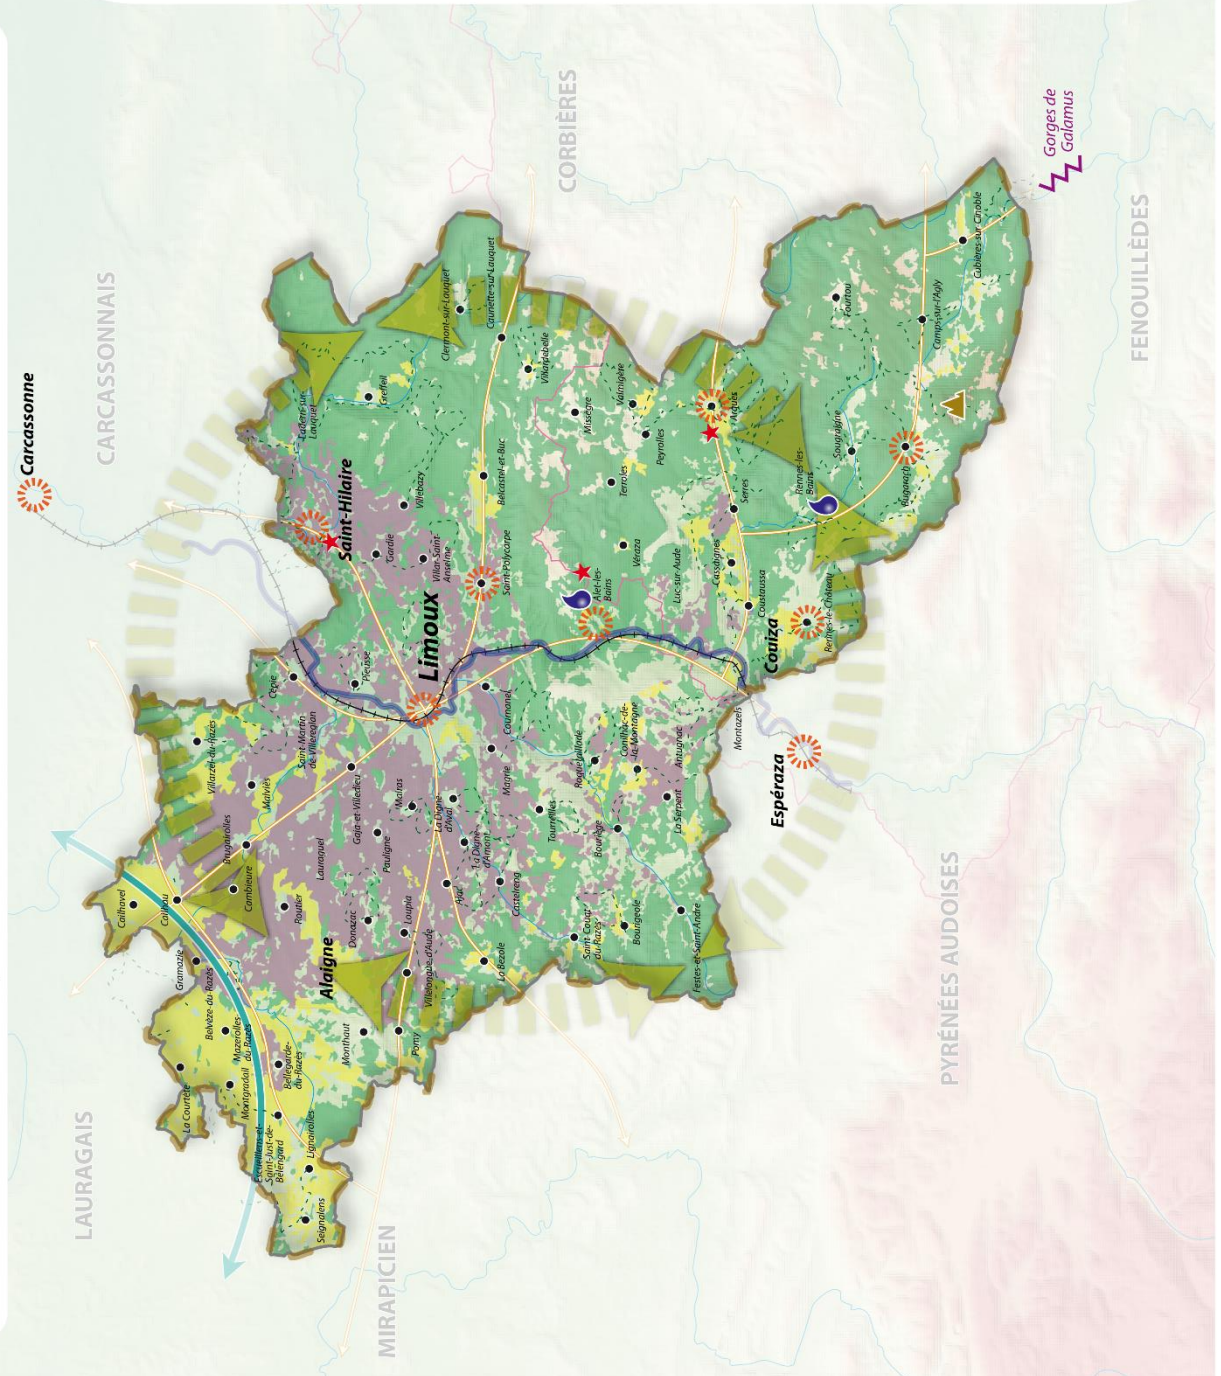 Carcassonne
CARCASSONNAIS
LAURAGAIS
MIRAPICIEN
CORBIÈRES
FENOUILLÈDES
PYRÉNÉES AUDOISES
Gorges de
Galamus
Cailhavel
Cailhau
Gramazie
Belvèze-du-Razès
La Courtète
Mazerolles
du-Razès
Montgradail
Bellegarde-
du-Razès
Escueillens-et-
Saint-Just-de-
Bélengard
Lignairolles
Seignalens
Villarzel-du-Razès
Malviès
Brugairolles
Cambieure
Routier
Lauraguel
Alaigne
Donazac
Monthaut
Loupia
Villelongue-d'Aude
Pomy
Cépie
Saint-Martin
de-Villereglan
Pieusse
Gaja-et-Villedieu
Pauligne
Malras
La Digne
d'Aval
La Digne
d'Amont
Ajac
Castelreng
La Bezole
Limoux
Cournanel
Magrie
Tourreilles
Roquetaillade
Conilhac-de-
la-Montagne
Bouriège
Antugnac
La Serpent
Saint-Couat
du-Razès
Bourigeole
Festes-et-Saint-André
Saint-Hilaire
Ladern-sur-
Lauquet
Greffeil
Clermont-sur-Lauquet
Caunette-sur-Lauquet
Villebazy
Gardie
Villar-Saint-
Anselme
Belcastel-et-Buc
Saint-Polycarpe
Villardebelle
Missègre
Valmigère
Peyrolles
Terroles
Véraza
Alet-les-
Bains
Luc-sur-Aude
Arques
Serres
Cassaignes
Coustaussa
Couiza
Montazels
Espéraza
Rennes-le-Château
Rennes-les-
Bains
Sougraigne
Bugarach
Fourtou
Camps-sur-l'Agly
Cubières-sur-Cinoble